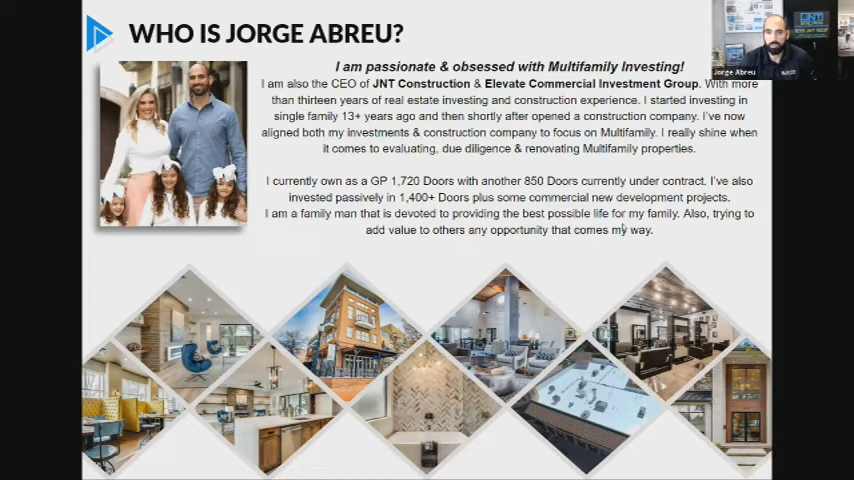 WHO IS JORGE ABREU?
Jorge Abreu
I am passionate & obsessed with Multifamily Investing!
I am also the CEO of JNT Construction & Elevate Commercial Investment Group. With more
than thirteen years of real estate investing and construction experience. I started investing in
single family 13+ years ago and then shortly after opened a construction company. I've now
aligned both my investments & construction company to focus on Multifamily. I really shine when
it comes to evaluating, due diligence & renovating Multifamily properties.
I currently own as a GP 1,720 Doors with another 850 Doors currently under contract. I've also
invested passively in 1,400+ Doors plus some commercial new development projects.
I am a family man that is devoted to providing the best possible life for my family. Also, trying to
add value to others any opportunity that comes my way.